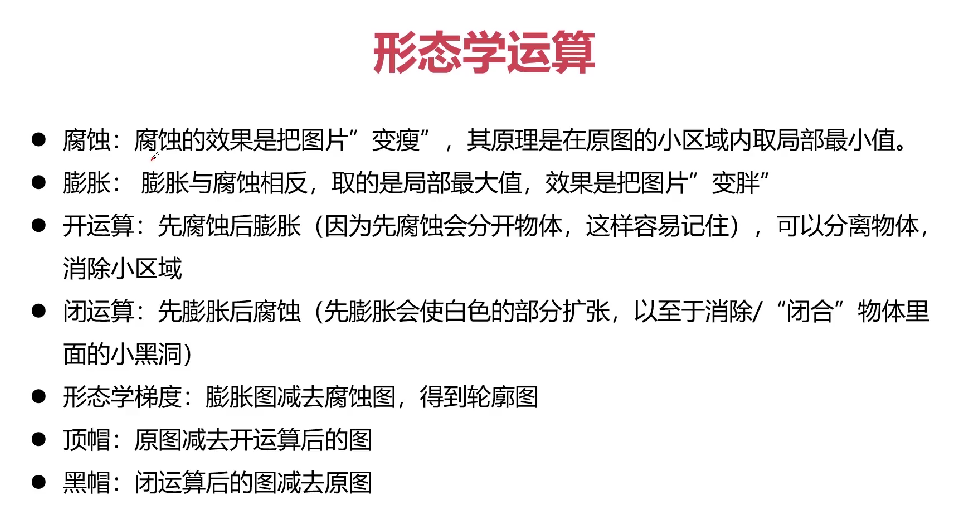 形态学运算
● 腐蚀：腐蚀的效果是把图片”变瘦”，其原理是在原图的小区域内取局部最小值。
● 膨胀： 膨胀与腐蚀相反，取的是局部最大值，效果是把图片”变胖”
● 开运算：先腐蚀后膨胀（因为先腐蚀会分开物体，这样容易记住），可以分离物体，
消除小区域
● 闭运算：先膨胀后腐蚀（先膨胀会使白色的部分扩张，以至于消除/“闭合”物体里
面的小黑洞）
● 形态学梯度：膨胀图减去腐蚀图，得到轮廓图
● 顶帽：原图减去开运算后的图
● 黑帽：闭运算后的图减去原图